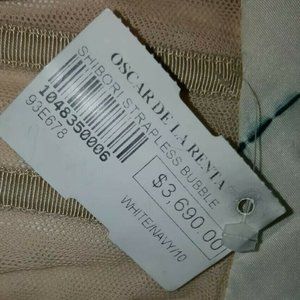 OSCAR DE LA RENTA
SHIBORI STRAPLESS BUBBLE
1048350006
93E678
$3,690.00
WHITE/NAVY/10